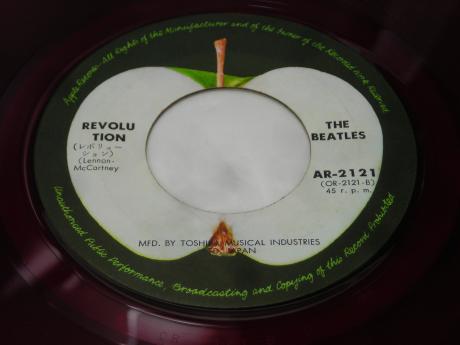 Apple Records. All Rights of the Manufacturer and of the Owner of the Recorded Work Reserved
REVOLU
TION
(レボリュー
ション)
(Lennon-
McCartney
THE
BEATLES
AR-2121
(OR-2121-B)
45 r. p. m.
MFD. BY TOSHIBA MUSICAL INDUSTRIES
JAPAN
Unauthorised Public Performance, Broadcasting and Copying of this Record Prohibited